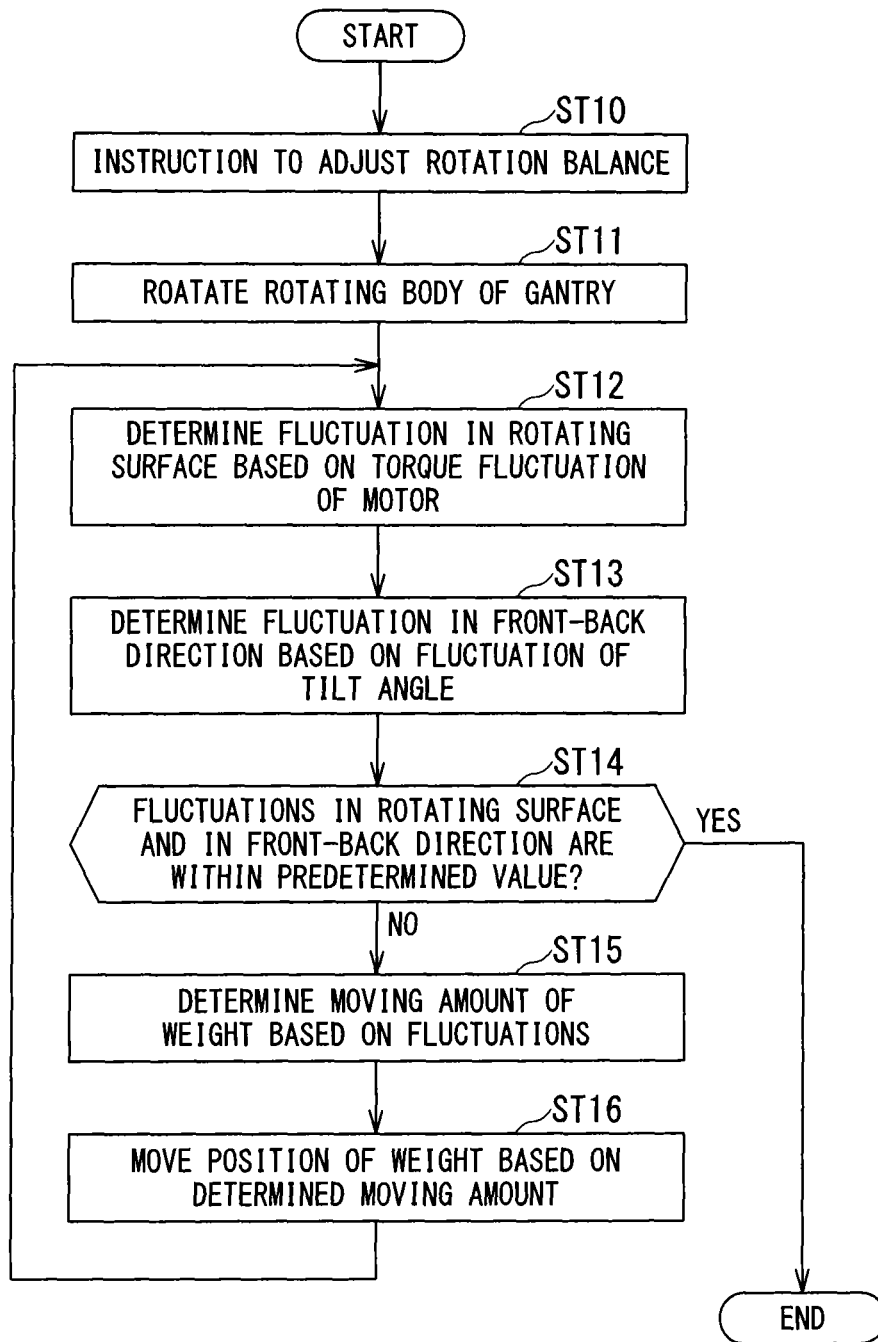 START
ST10
INSTRUCTION TO ADJUST ROTATION BALANCE
ST11
ROATATE ROTATING BODY OF GANTRY
ST12
DETERMINE FLUCTUATION IN ROTATING
SURFACE BASED ON TORQUE FLUCTUATION
OF MOTOR
ST13
DETERMINE FLUCTUATION IN FRONT-BACK
DIRECTION BASED ON FLUCTUATION OF
TILT ANGLE
ST14
FLUCTUATIONS IN ROTATING SURFACE
AND IN FRONT-BACK DIRECTION ARE
WITHIN PREDETERMINED VALUE?
YES
NO
ST15
DETERMINE MOVING AMOUNT OF
WEIGHT BASED ON FLUCTUATIONS
ST16
MOVE POSITION OF WEIGHT BASED ON
DETERMINED MOVING AMOUNT
END